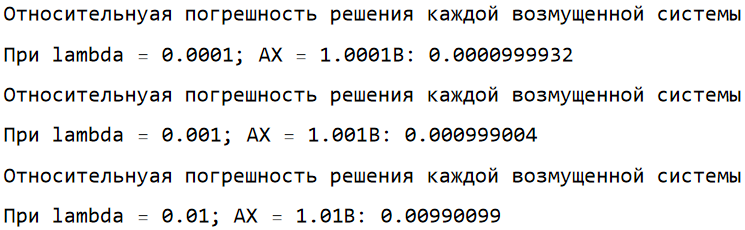 Относительнуая погрешность решения каждой возмущенной системы
При lambda = 0.0001; AX = 1.0001B: 0.0000999932
Относительнуая погрешность решения каждой возмущенной системы
При lambda = 0.001; AX = 1.001B: 0.000999004
Относительнуая погрешность решения каждой возмущенной системы
При lambda = 0.01; AX = 1.01B: 0.00990099